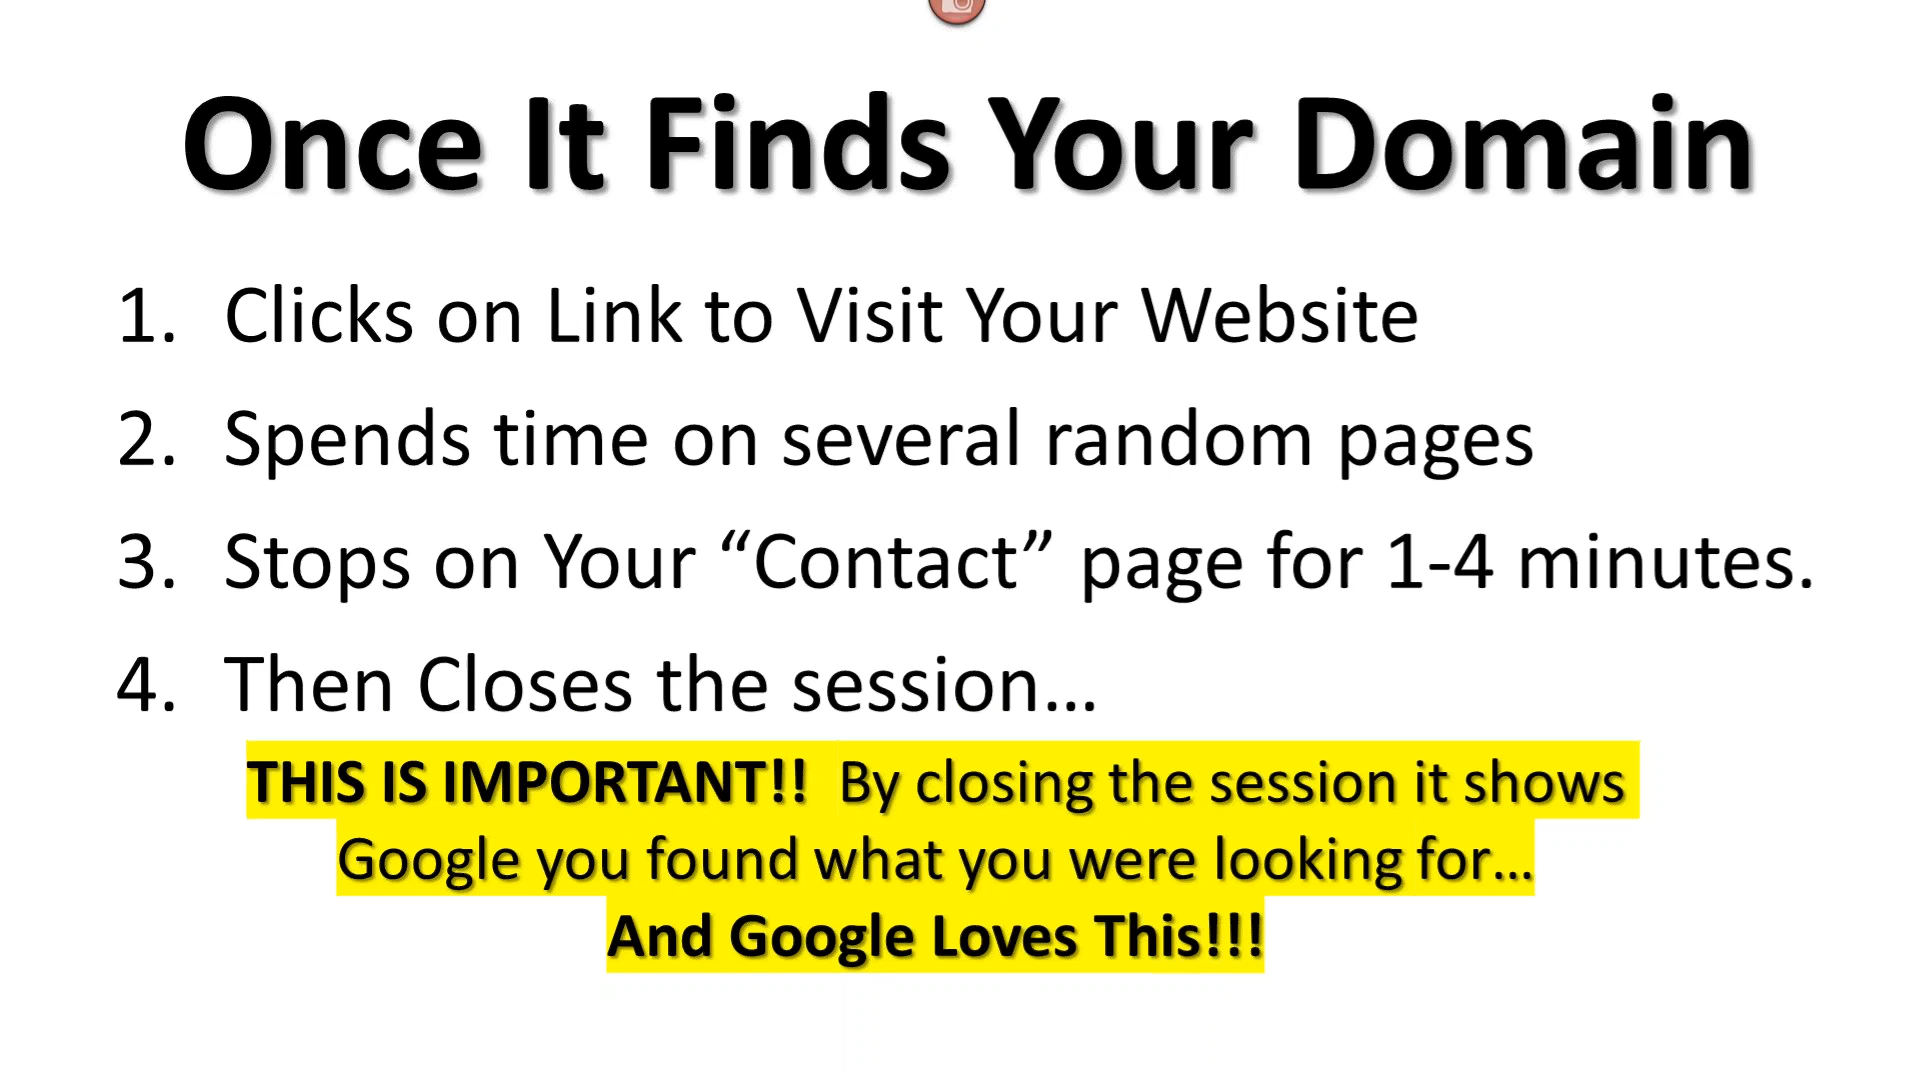 Once It Finds Your Domain
1. Clicks on Link to Visit Your Website
2. Spends time on several random pages
3. Stops on Your “Contact” page for 1-4 minutes.
4. Then Closes the session...
THIS IS IMPORTANT!! By closing the session it shows
Google you found what you were looking for...
And Google Loves This!!!